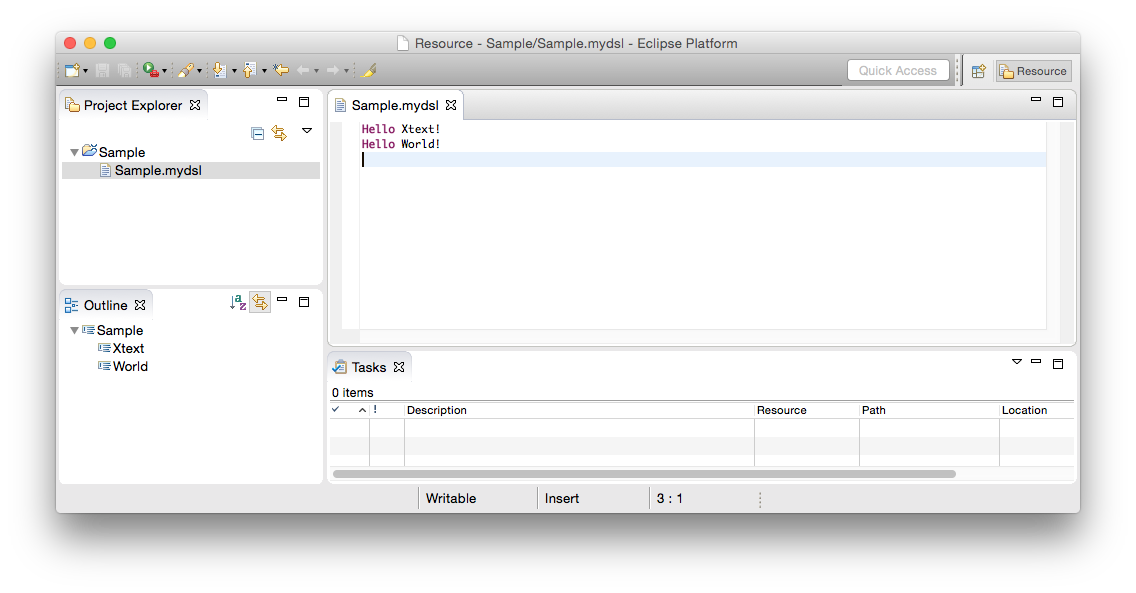 Resource - Sample/Sample.mydsl - Eclipse Platform
Quick Access
Resource
Project Explorer
Sample
Sample.mydsl
Sample.mydsl
Hello Xtext!
Hello World!
Outline
Sample
Xtext
World
Tasks
0 items
! Description Resource Path Location
Writable Insert 3 : 1